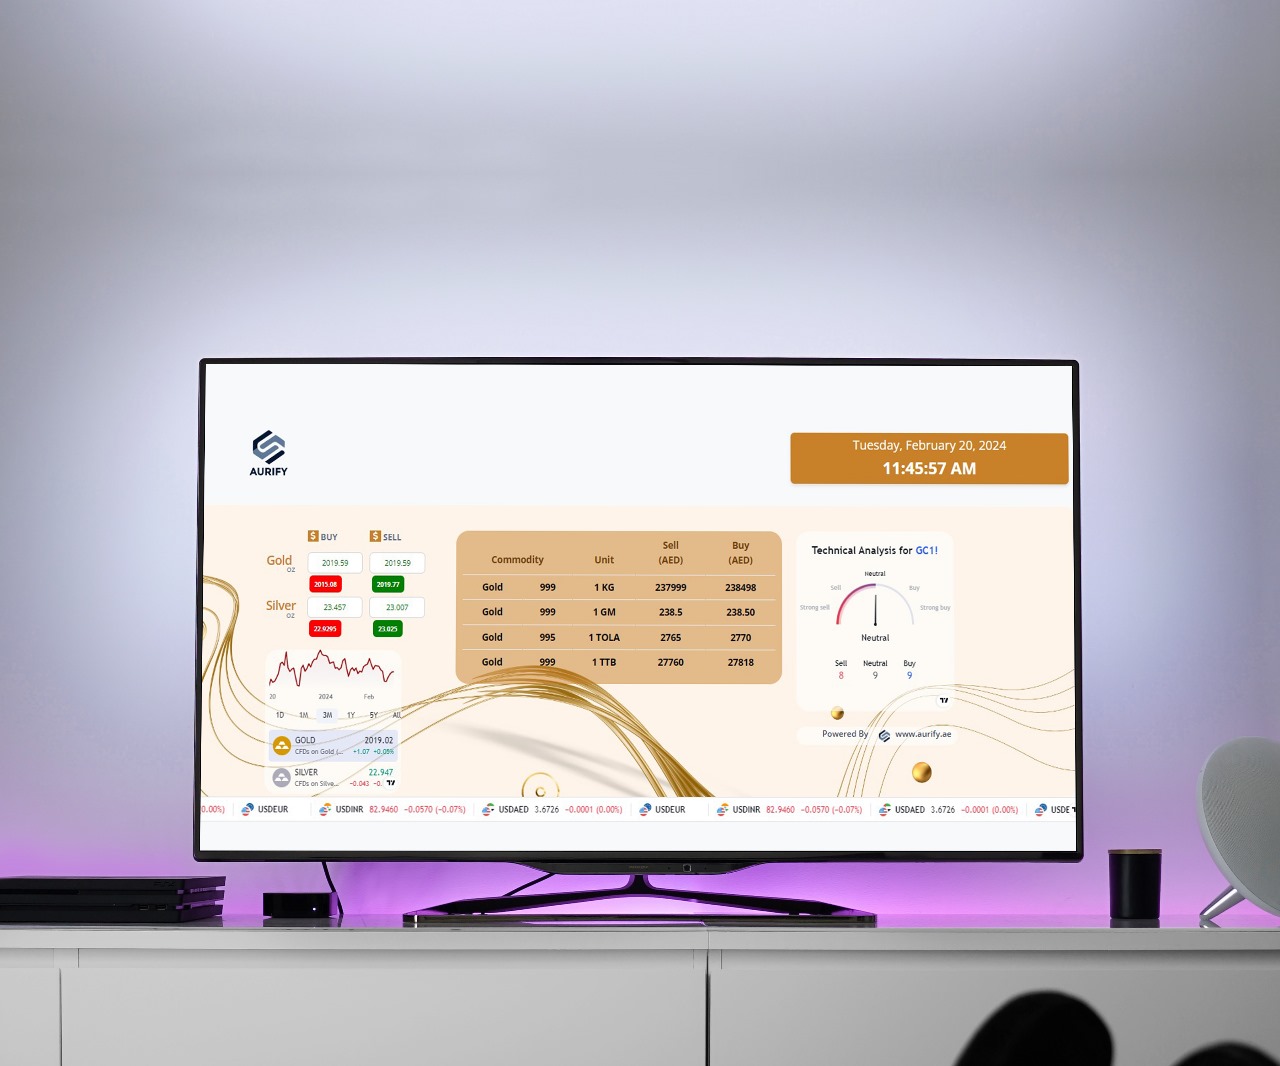 AURIFY
Tuesday, February 20, 2024
11:45:57 AM
$ BUY $ SELL
Gold OZ 2019.59 2019.59
2015.08 2019.77
Silver OZ 23.457 23.007
22.9295 23.025
20 2024 Feb
1D 1M 3M 1Y 5Y All
GOLD 2019.02
CFDs on Gold (... +1.07 +0.05%
SILVER 22.947
CFDs on Silve... −0.043 −0.
Commodity Unit Sell (AED) Buy (AED)
Gold 999 1 KG 237999 238498
Gold 999 1 GM 238.5 238.50
Gold 995 1 TOLA 2765 2770
Gold 999 1 TTB 27760 27818
Technical Analysis for GC1!
Neutral
Sell Buy
Strong sell Strong buy
Neutral
Sell Neutral Buy
8 9 9
Powered By www.aurify.ae
0.00%) USDEUR USDINR 82.9460 −0.0570 (−0.07%) USDAED 3.6726 −0.0001 (0.00%) USDEUR USDINR 82.9460 −0.0570 (−0.07%) USDAED 3.6726 −0.0001 (0.00%) USDE